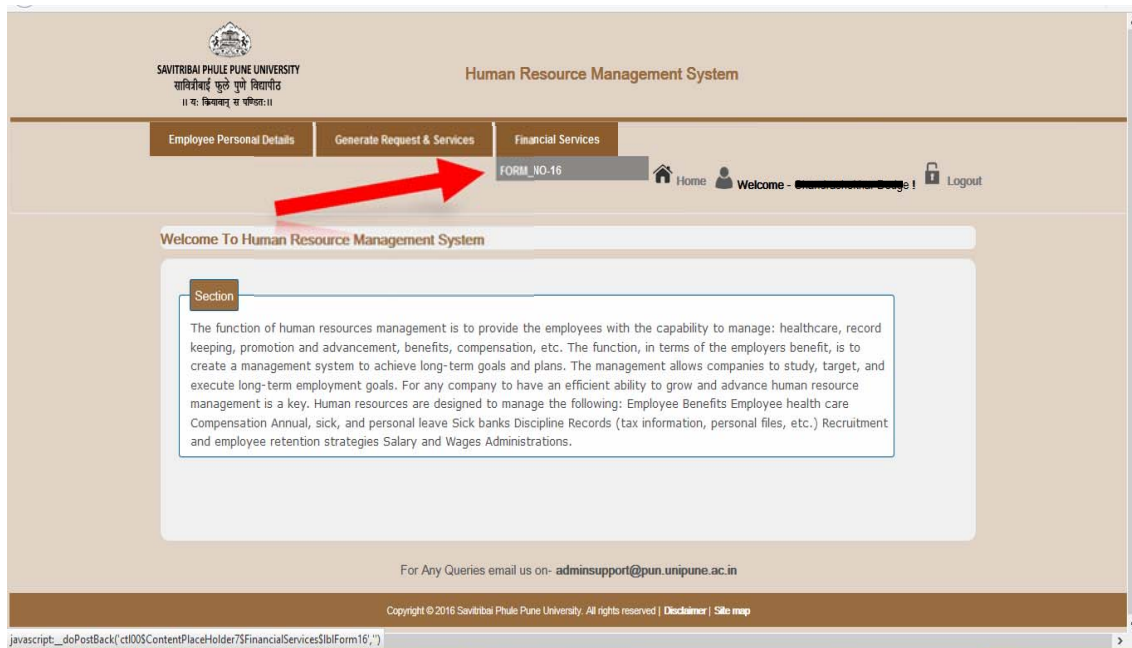 SAVITRIBAI PHULE PUNE UNIVERSITY
सावित्रीबाई फुले पुणे विद्यापीठ
॥ य: क्रियावान् स पण्डित:॥
Human Resource Management System
Employee Personal Details
Generate Request & Services
Financial Services
FORM_NO-16
Home
Welcome - !
Logout
Welcome To Human Resource Management System
Section
The function of human resources management is to provide the employees with the capability to manage: healthcare, record
keeping, promotion and advancement, benefits, compensation, etc. The function, in terms of the employers benefit, is to
create a management system to achieve long-term goals and plans. The management allows companies to study, target, and
execute long-term employment goals. For any company to have an efficient ability to grow and advance human resource
management is a key. Human resources are designed to manage the following: Employee Benefits Employee health care
Compensation Annual, sick, and personal leave Sick banks Discipline Records (tax information, personal files, etc.) Recruitment
and employee retention strategies Salary and Wages Administrations.
For Any Queries email us on- adminsupport@pun.unipune.ac.in
Copyright © 2016 Savitribai Phule Pune University. All rights reserved | Disclaimer | Site map
javascript:__doPostBack('ctl00$ContentPlaceHolder7$FinancialServices$lblForm16','')